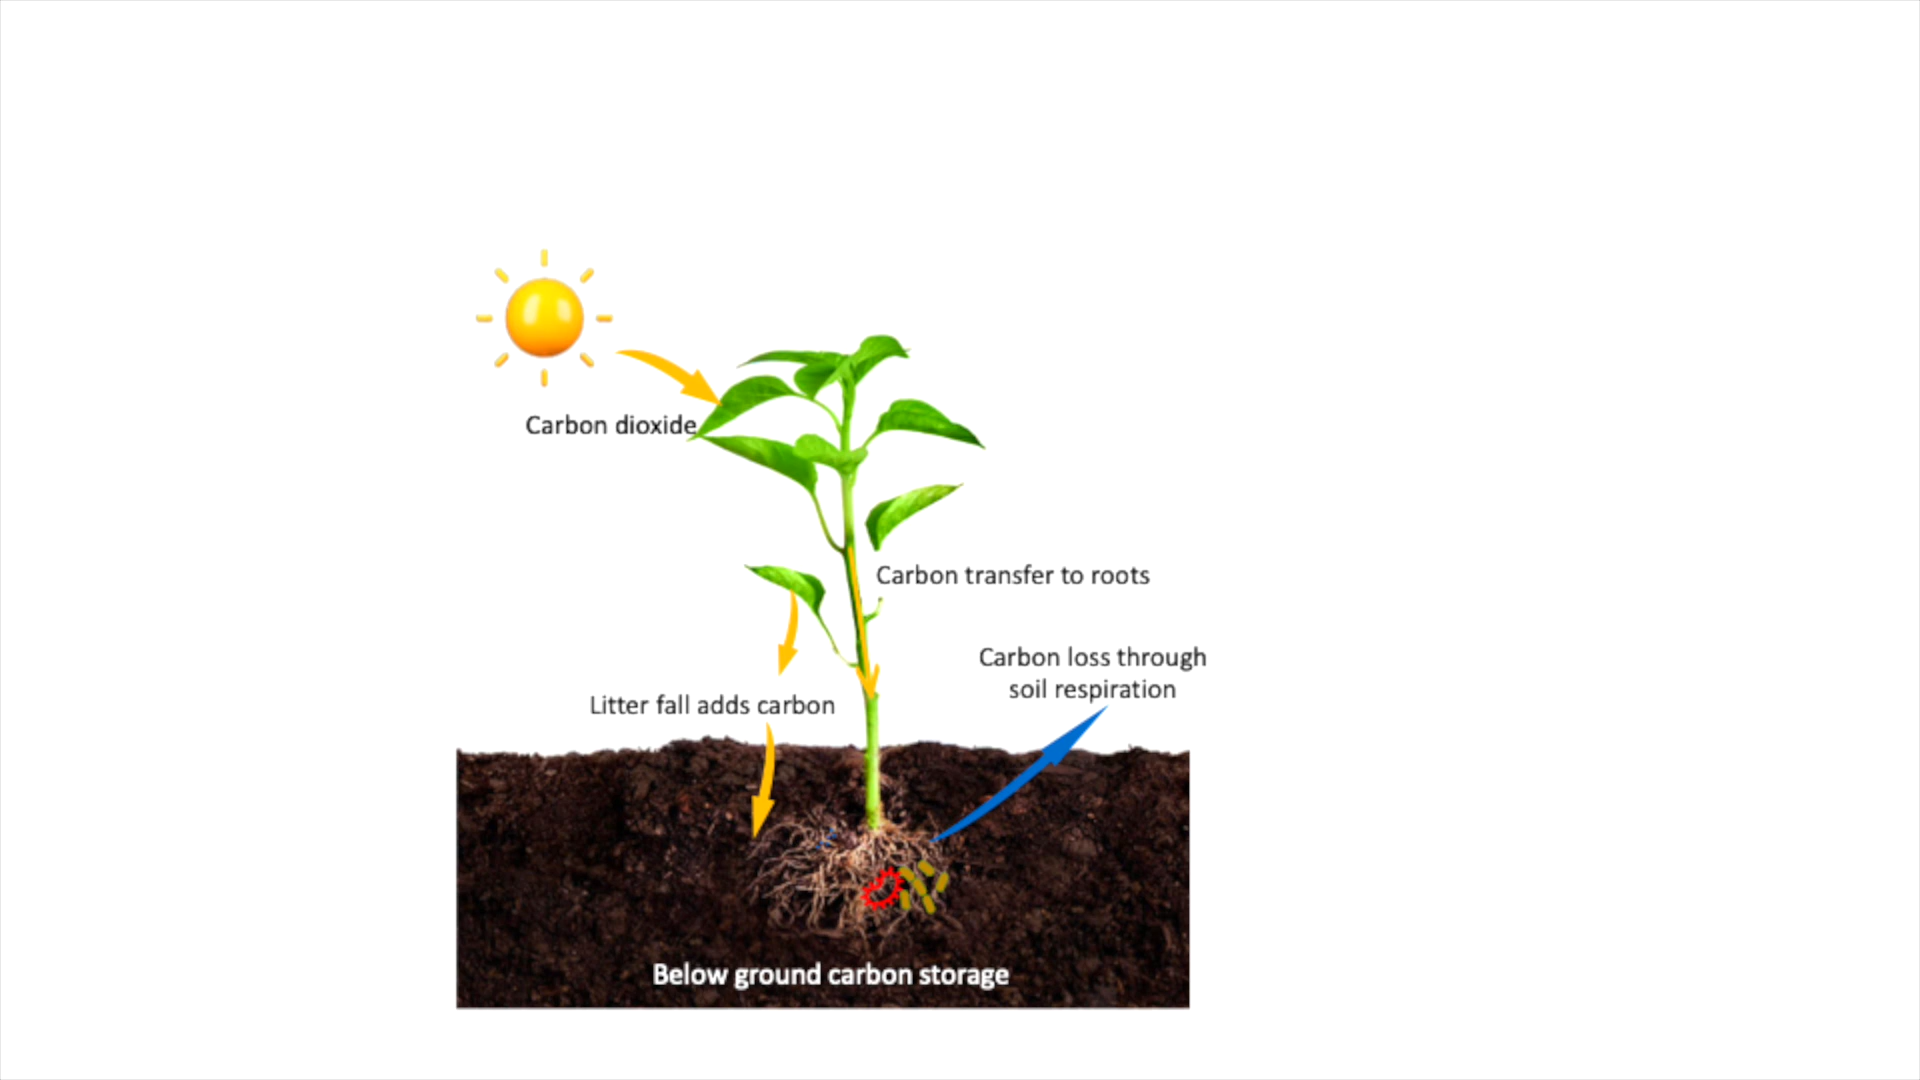 Carbon dioxide
Carbon transfer to roots
Carbon loss through
soil respiration
Litter fall adds carbon
Below ground carbon storage